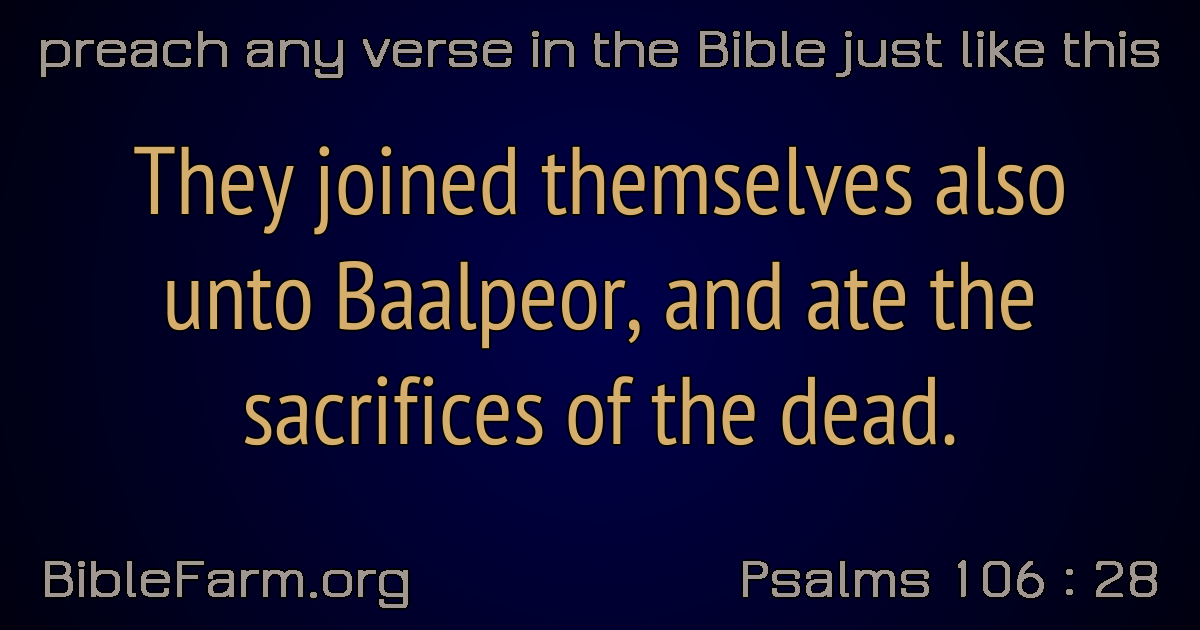 preach any verse in the Bible just like this
They joined themselves also
unto Baalpeor, and ate the
sacrifices of the dead.
BibleFarm.org
Psalms 106 : 28